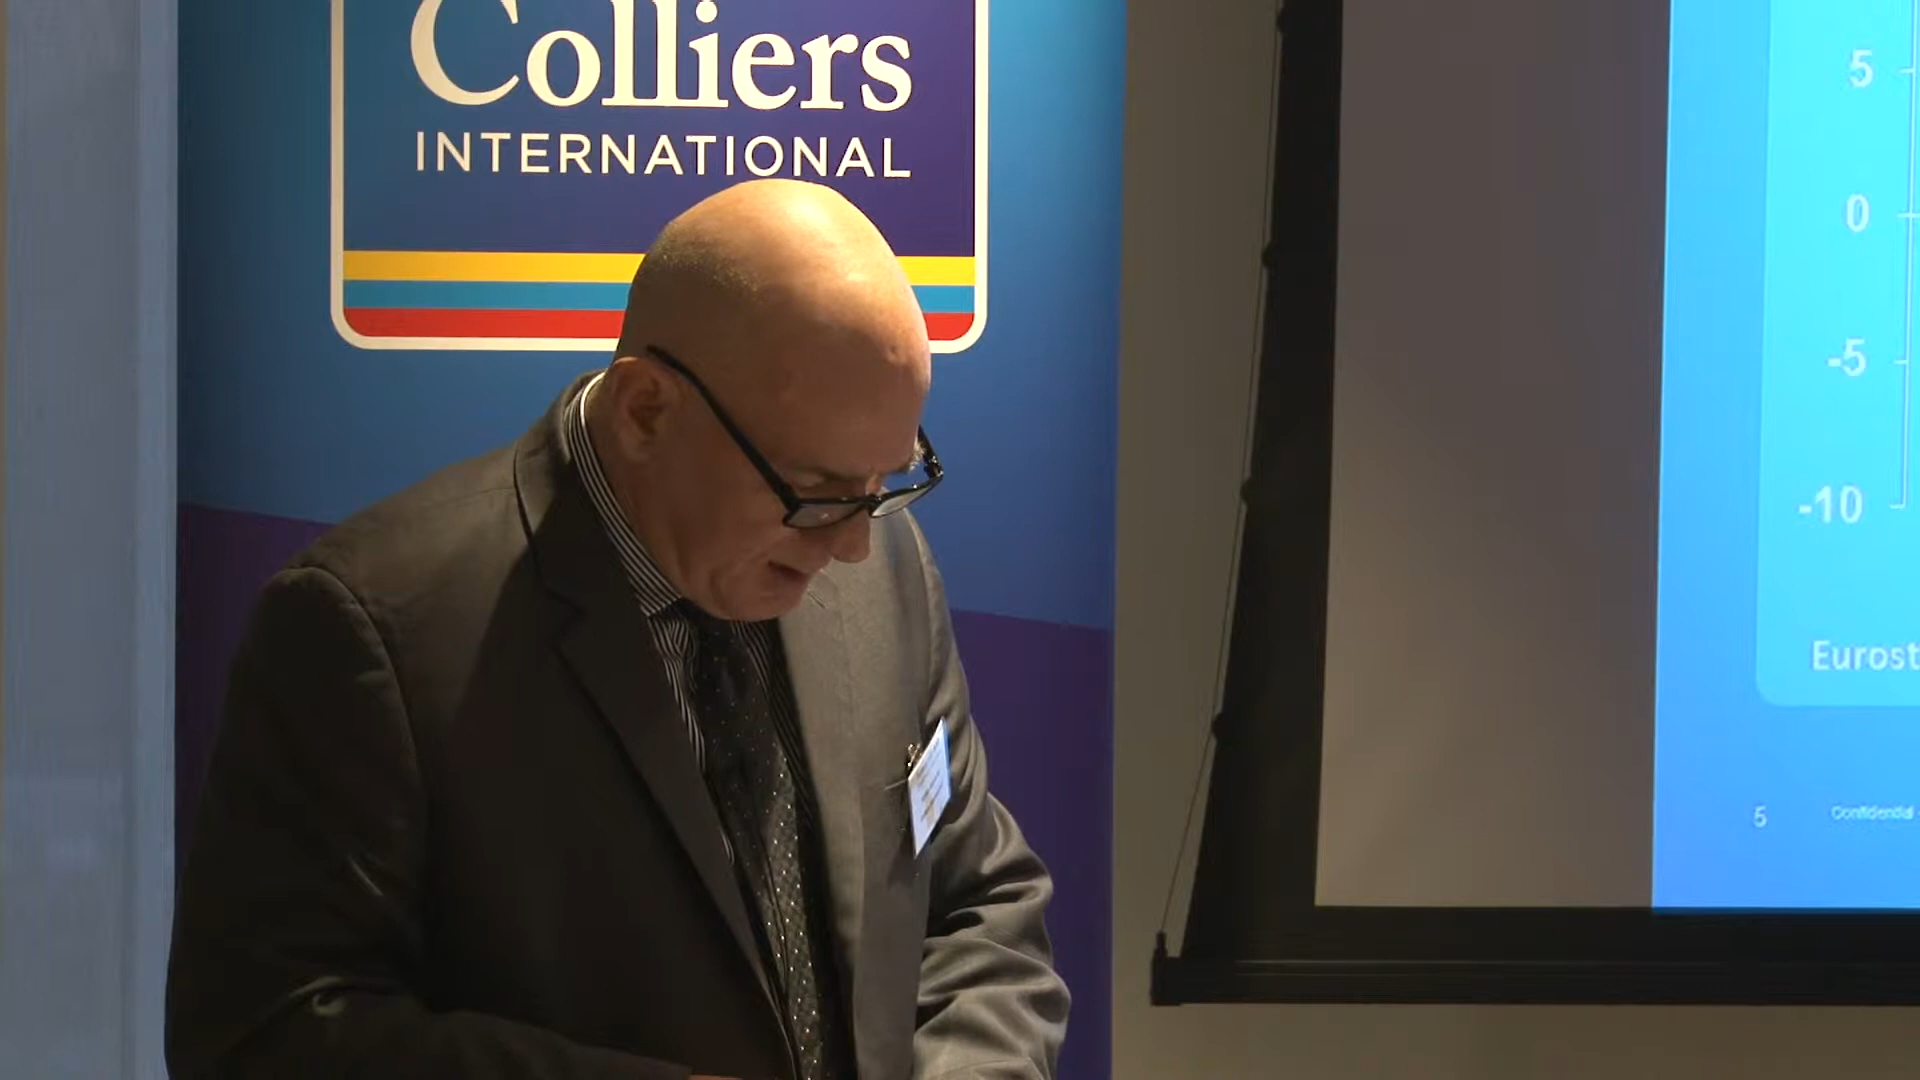 Colliers
INTERNATIONAL
5
0
-5
-10
Eurost
5
Confidential